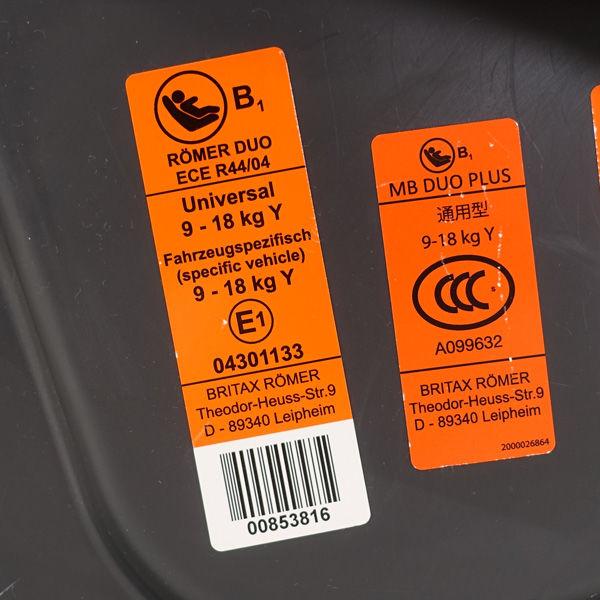 B1
RÖMER DUO
ECE R44/04
Universal
9 - 18 kg Y
Fahrzeugspezifisch
(specific vehicle)
9 - 18 kg Y
E1
04301133
BRITAX RÖMER
Theodor-Heuss-Str.9
D - 89340 Leipheim
00853816
B1
MB DUO PLUS
通用型
9-18 kg Y
CCC S
A099632
BRITAX RÖMER
Theodor-Heuss-Str.9
D - 89340 Leipheim
2000026864